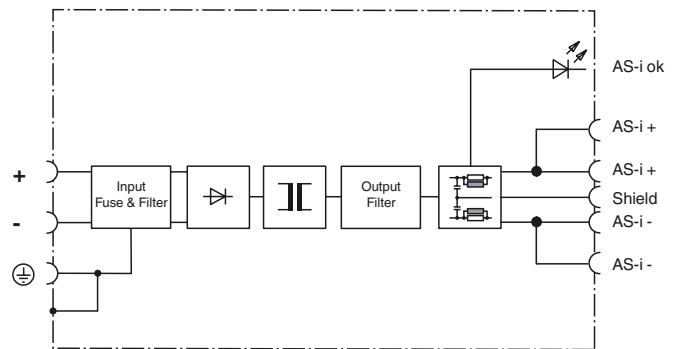 AS-i ok
AS-i +
+
Input
Fuse & Filter
Output
Filter
AS-i +
Shield
-
AS-i -
AS-i -